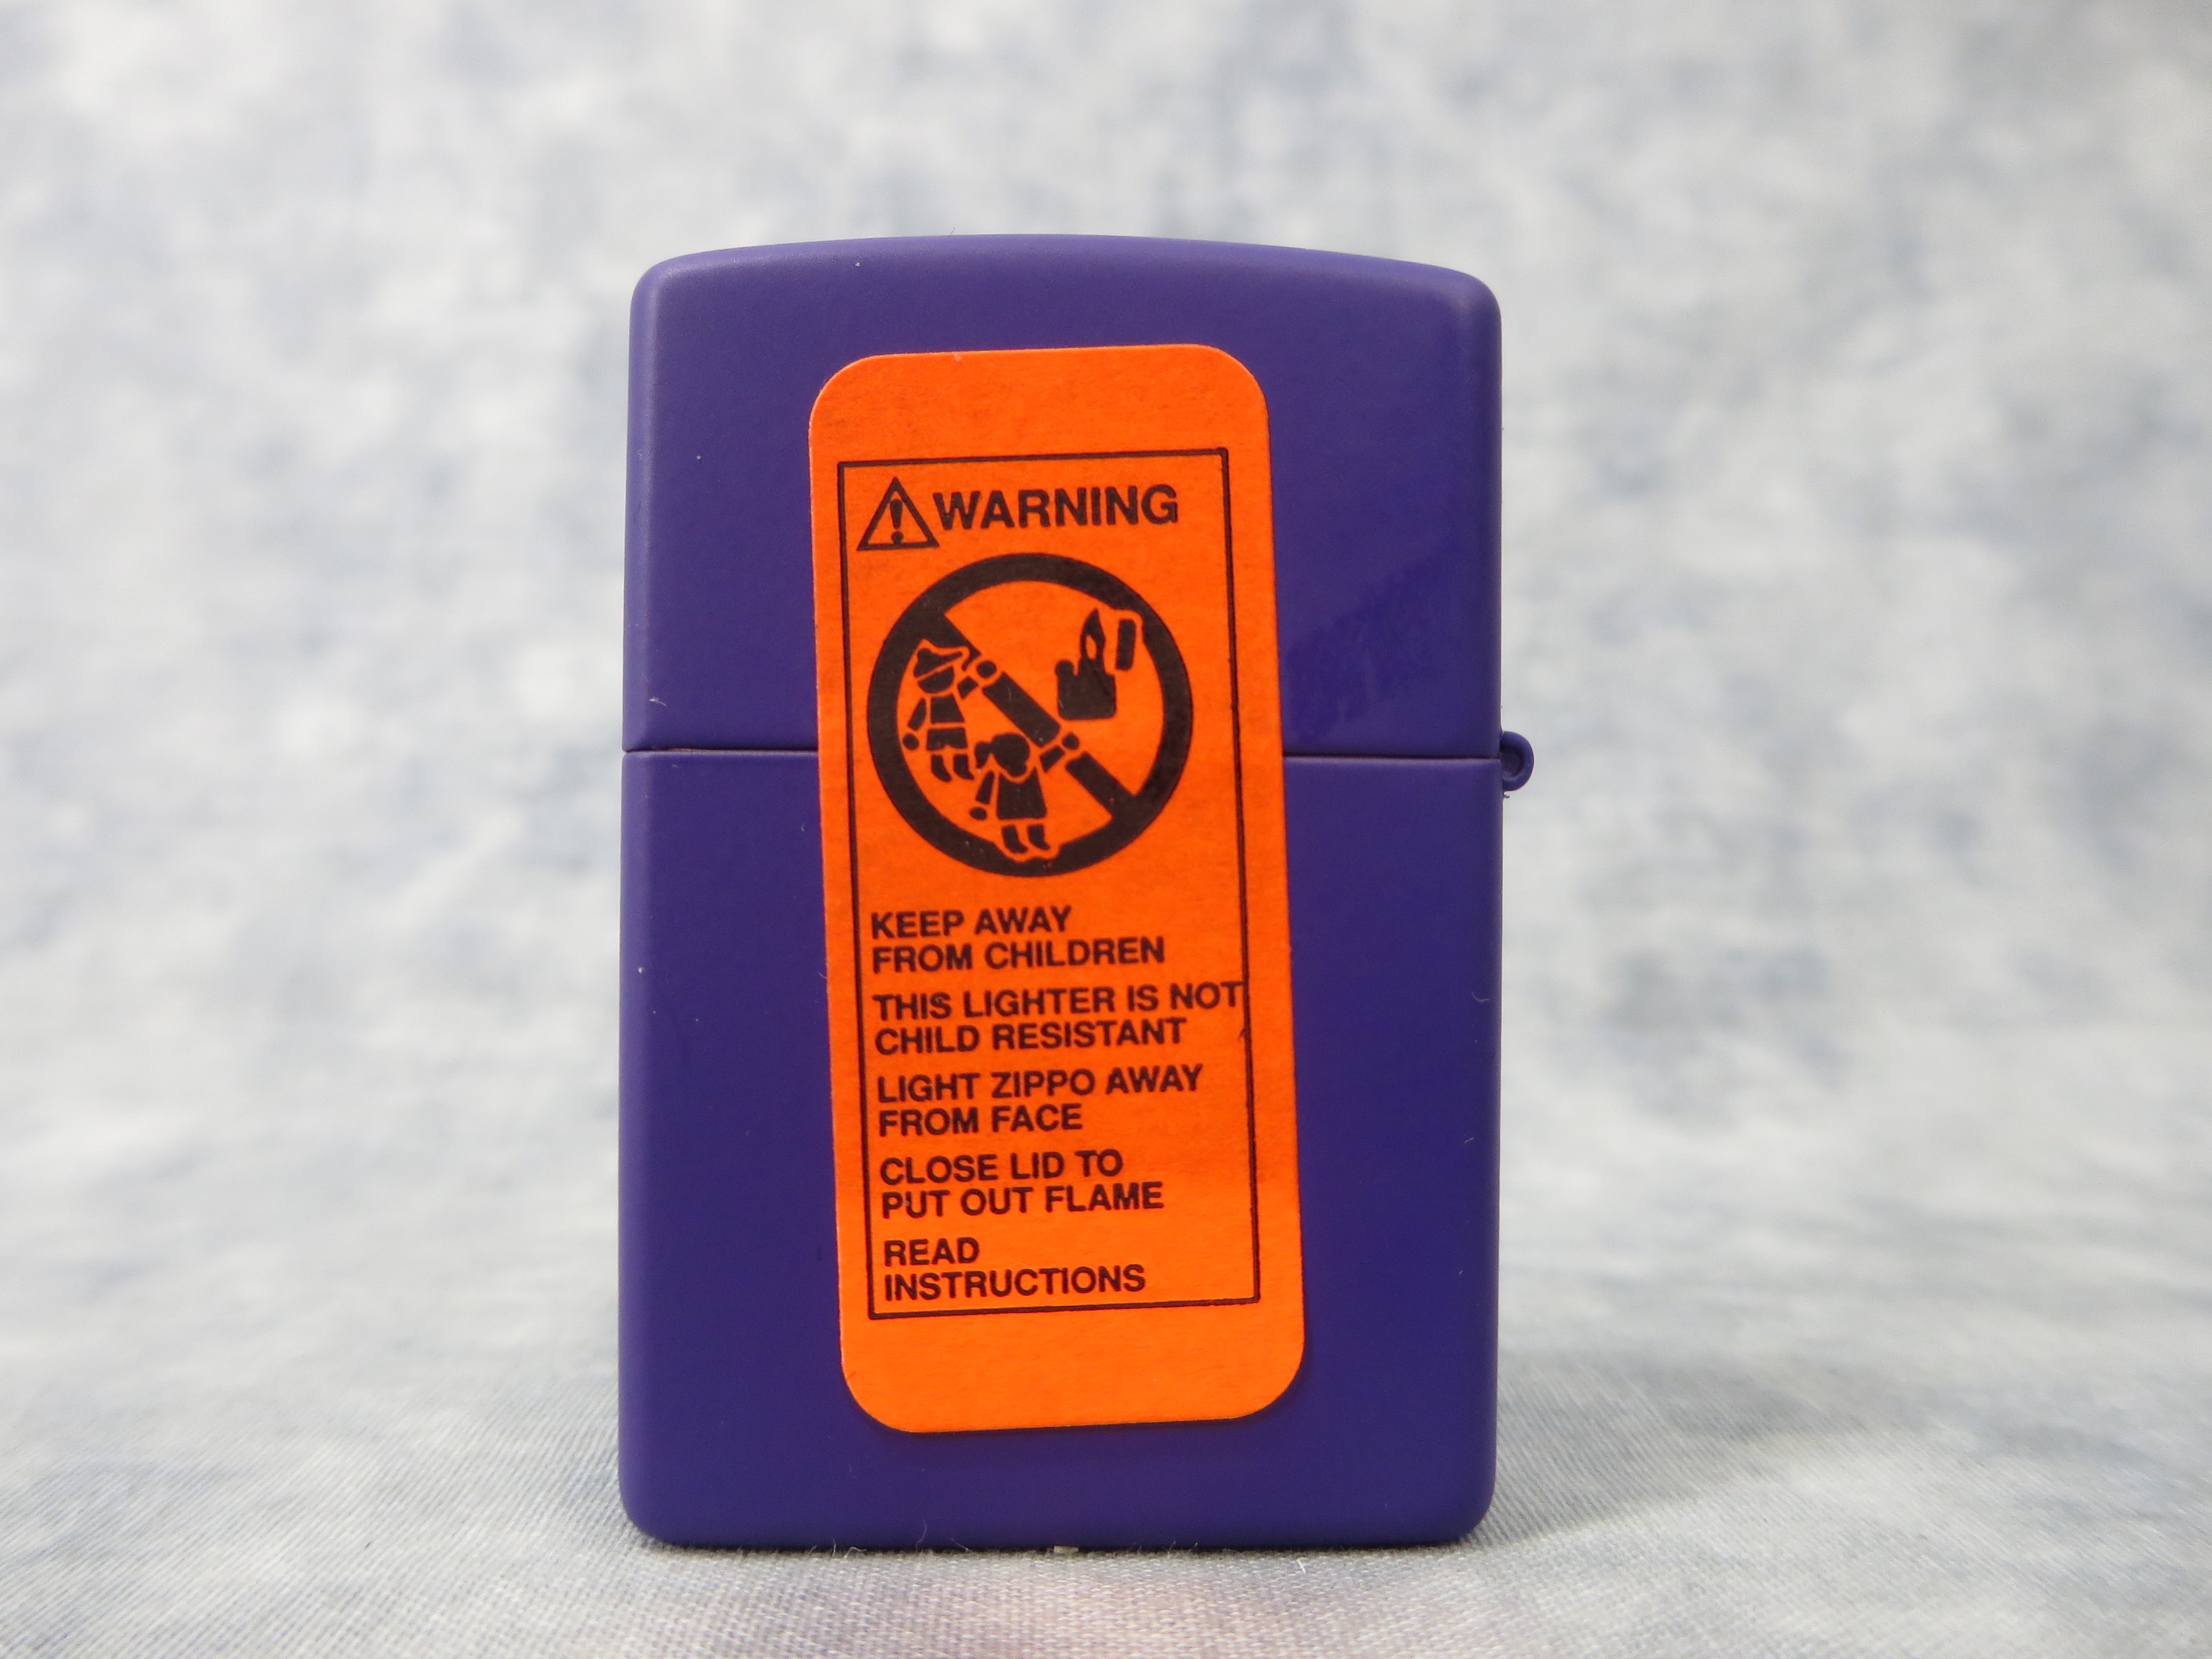 WARNING
KEEP AWAY
FROM CHILDREN
THIS LIGHTER IS NOT
CHILD RESISTANT
LIGHT ZIPPO AWAY
FROM FACE
CLOSE LID TO
PUT OUT FLAME
READ
INSTRUCTIONS